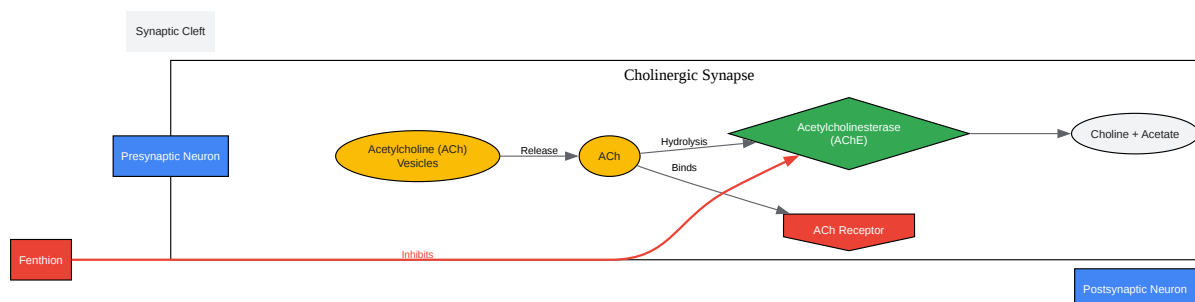 Synaptic Cleft
Cholinergic Synapse
Presynaptic Neuron
Acetylcholine (ACh)
Vesicles
Release
ACh
Hydrolysis
Binds
Acetylcholinesterase
(AChE)
Choline + Acetate
ACh Receptor
Fenthion
Inhibits
Postsynaptic Neuron